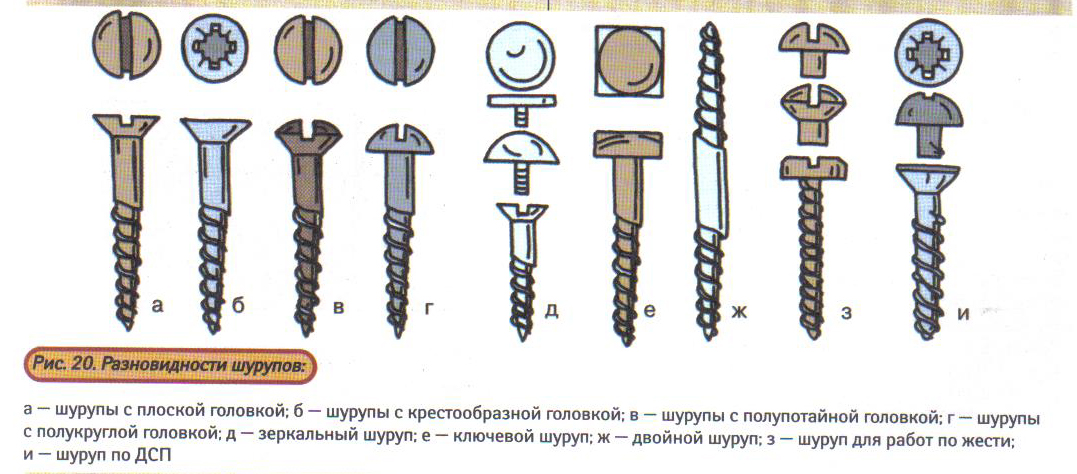 а б в г д е ж з и
Рис. 20. Разновидности шурупов:
а — шурупы с плоской головкой; б — шурупы с крестообразной головкой; в — шурупы с полупотайной головкой; г — шурупы
с полукруглой головкой; д — зеркальный шуруп; е — ключевой шуруп; ж — двойной шуруп; з — шуруп для работ по жести;
и — шуруп по ДСП